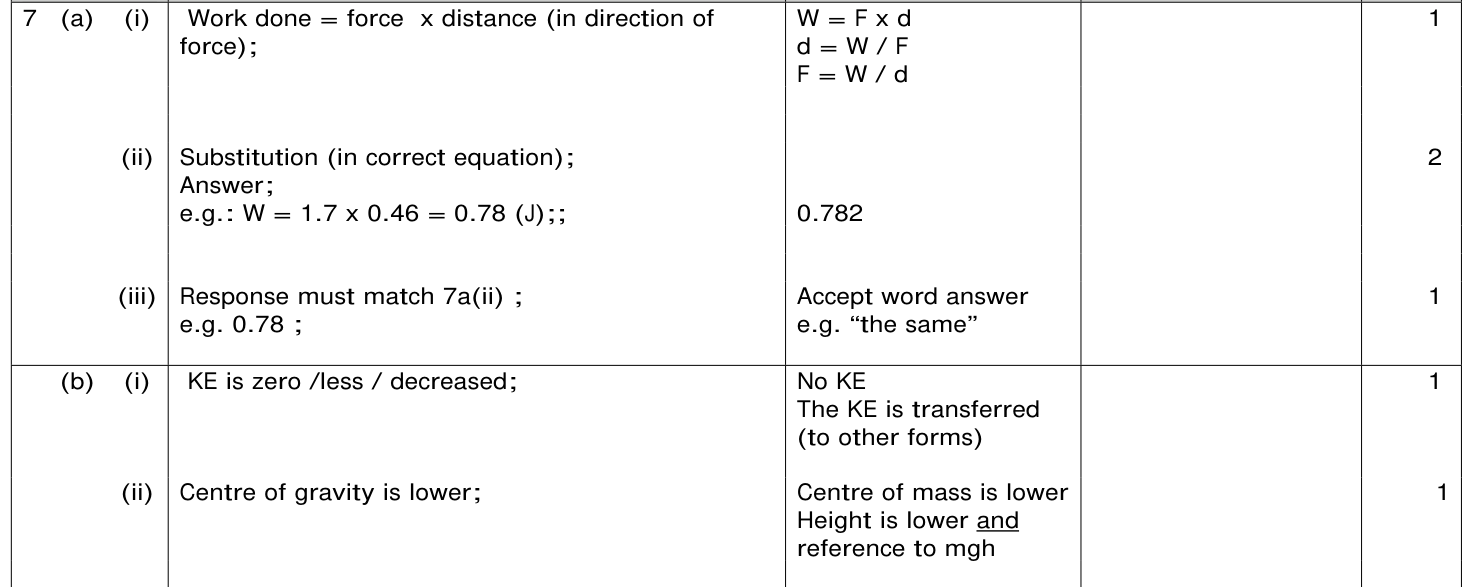 7 (a) (i) Work done = force x distance (in direction of W = F x d 1
force); d = W / F
F = W / d
(ii) Substitution (in correct equation); 2
Answer;
e.g.: W = 1.7 x 0.46 = 0.78 (J);; 0.782
(iii) Response must match 7a(ii) ; Accept word answer 1
e.g. 0.78 ; e.g. “the same”
(b) (i) KE is zero /less / decreased; No KE 1
The KE is transferred
(to other forms)
(ii) Centre of gravity is lower; Centre of mass is lower 1
Height is lower and
reference to mgh